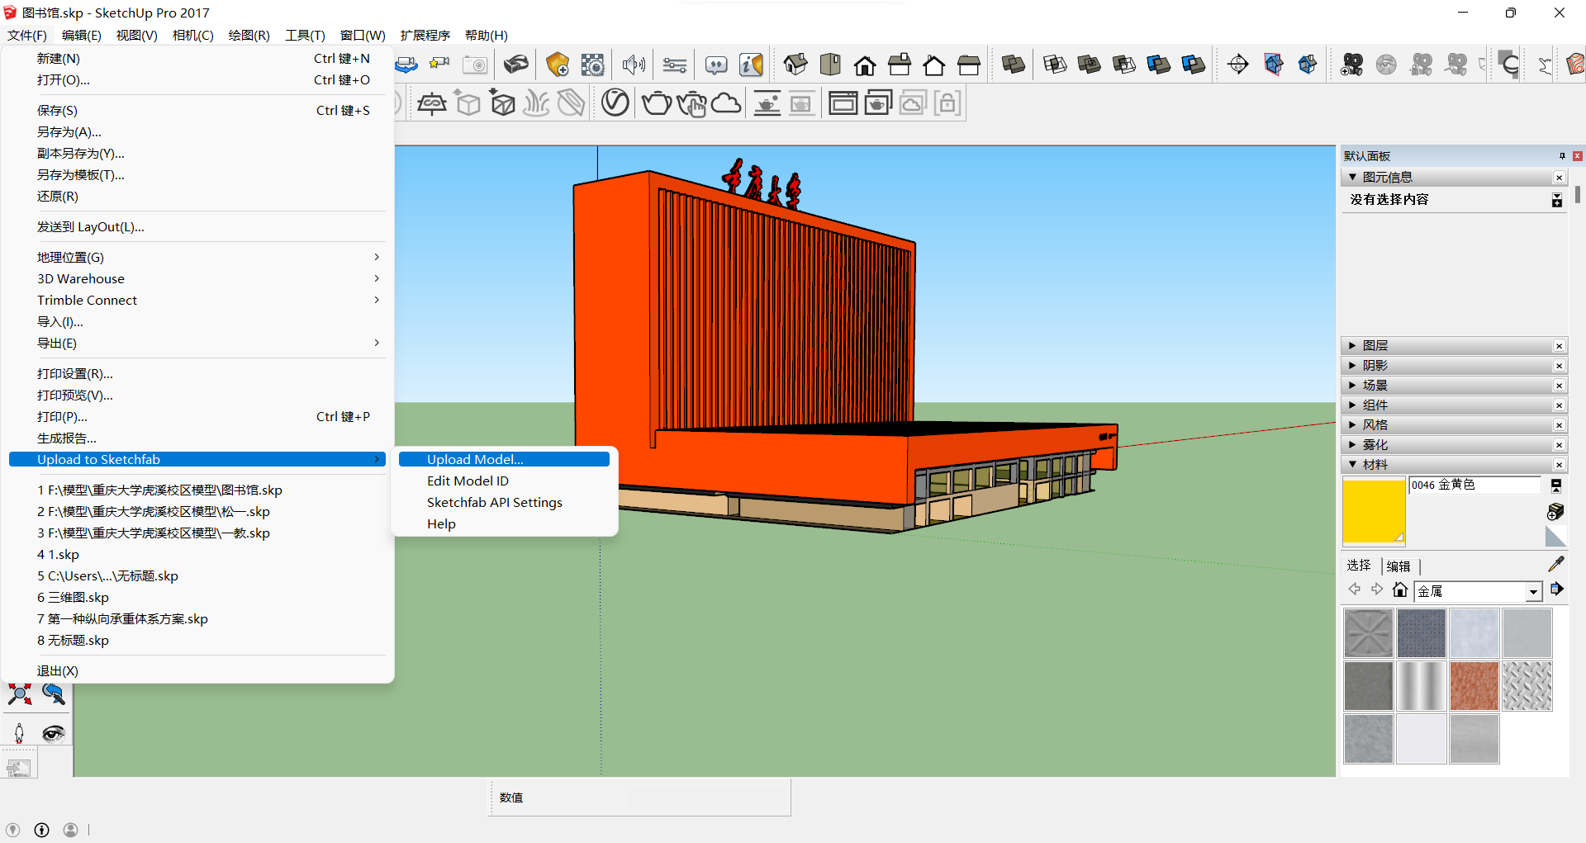 图书馆.skp - SketchUp Pro 2017
文件(F) 编辑(E) 视图(V) 相机(C) 绘图(R) 工具(T) 窗口(W) 扩展程序 帮助(H)
新建(N) Ctrl 键+N
打开(O)... Ctrl 键+O
保存(S) Ctrl 键+S
另存为(A)...
副本另存为(Y)...
另存为模板(T)...
还原(R)
发送到 LayOut(L)...
地理位置(G)
3D Warehouse
Trimble Connect
导入(I)...
导出(E)
打印设置(R)...
打印预览(V)...
打印(P)... Ctrl 键+P
生成报告...
Upload to Sketchfab
1 F:\模型\重庆大学虎溪校区模型\图书馆.skp
2 F:\模型\重庆大学虎溪校区模型\松一.skp
3 F:\模型\重庆大学虎溪校区模型\一教.skp
4 1.skp
5 C:\Users\...\无标题.skp
6 三维图.skp
7 第一种纵向承重体系方案.skp
8 无标题.skp
退出(X)
Upload Model...
Edit Model ID
Sketchfab API Settings
Help
重庆大学
默认面板
图元信息
没有选择内容
图层
阴影
场景
组件
风格
雾化
材料
0046 金黄色
选择 编辑
金属
数值